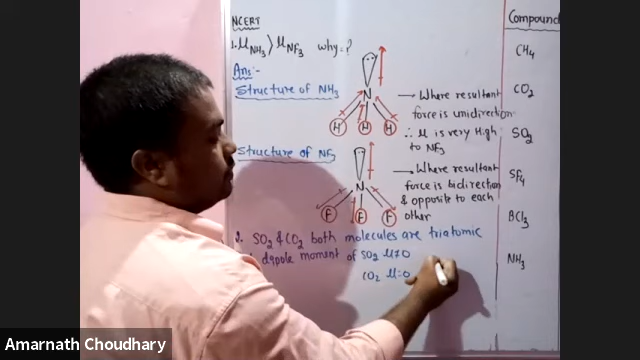 NCERT
1. μNH₃ > μNF₃ why=?
Ans:-
Structure of NH₃
N
H H H
→ Where resultant
force is unidirection
∴ μ is very High
to NF₃
Structure of NF₃
N
F F F
→ Where resultant
force is bidirection
& opposite to each
other
2. SO₂ & CO₂ both molecules are triatomic
dipole moment of SO₂ μ≠0
CO₂ μ=0
Compound
CH₄
CO₂
SO₂
SF₄
BCl₃
NH₃
Amarnath Choudhary